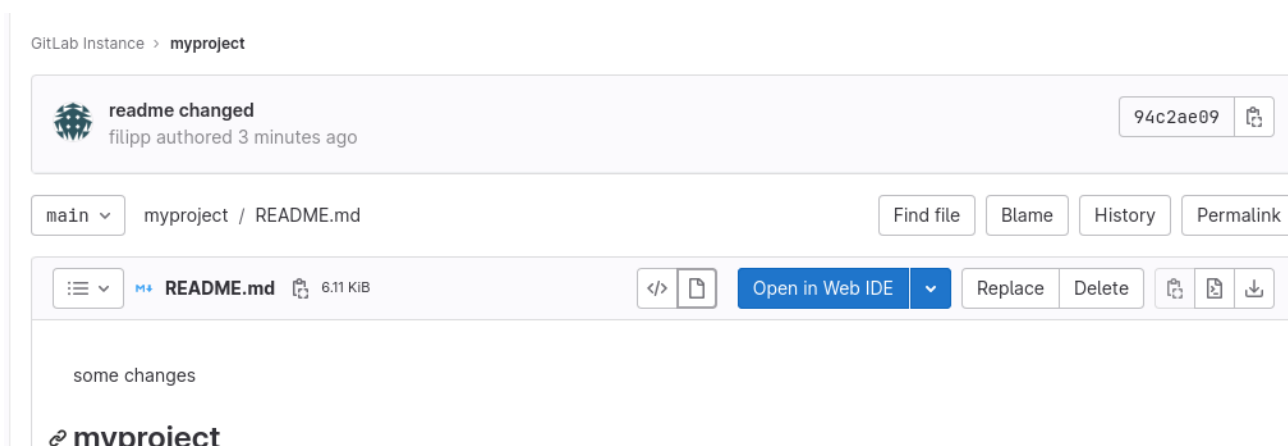 GitLab Instance > myproject
readme changed
filipp authored 3 minutes ago
94c2ae09
main myproject / README.md Find file Blame History Permalink
M↓ README.md 6.11 KiB </> Open in Web IDE Replace Delete
some changes
myproject